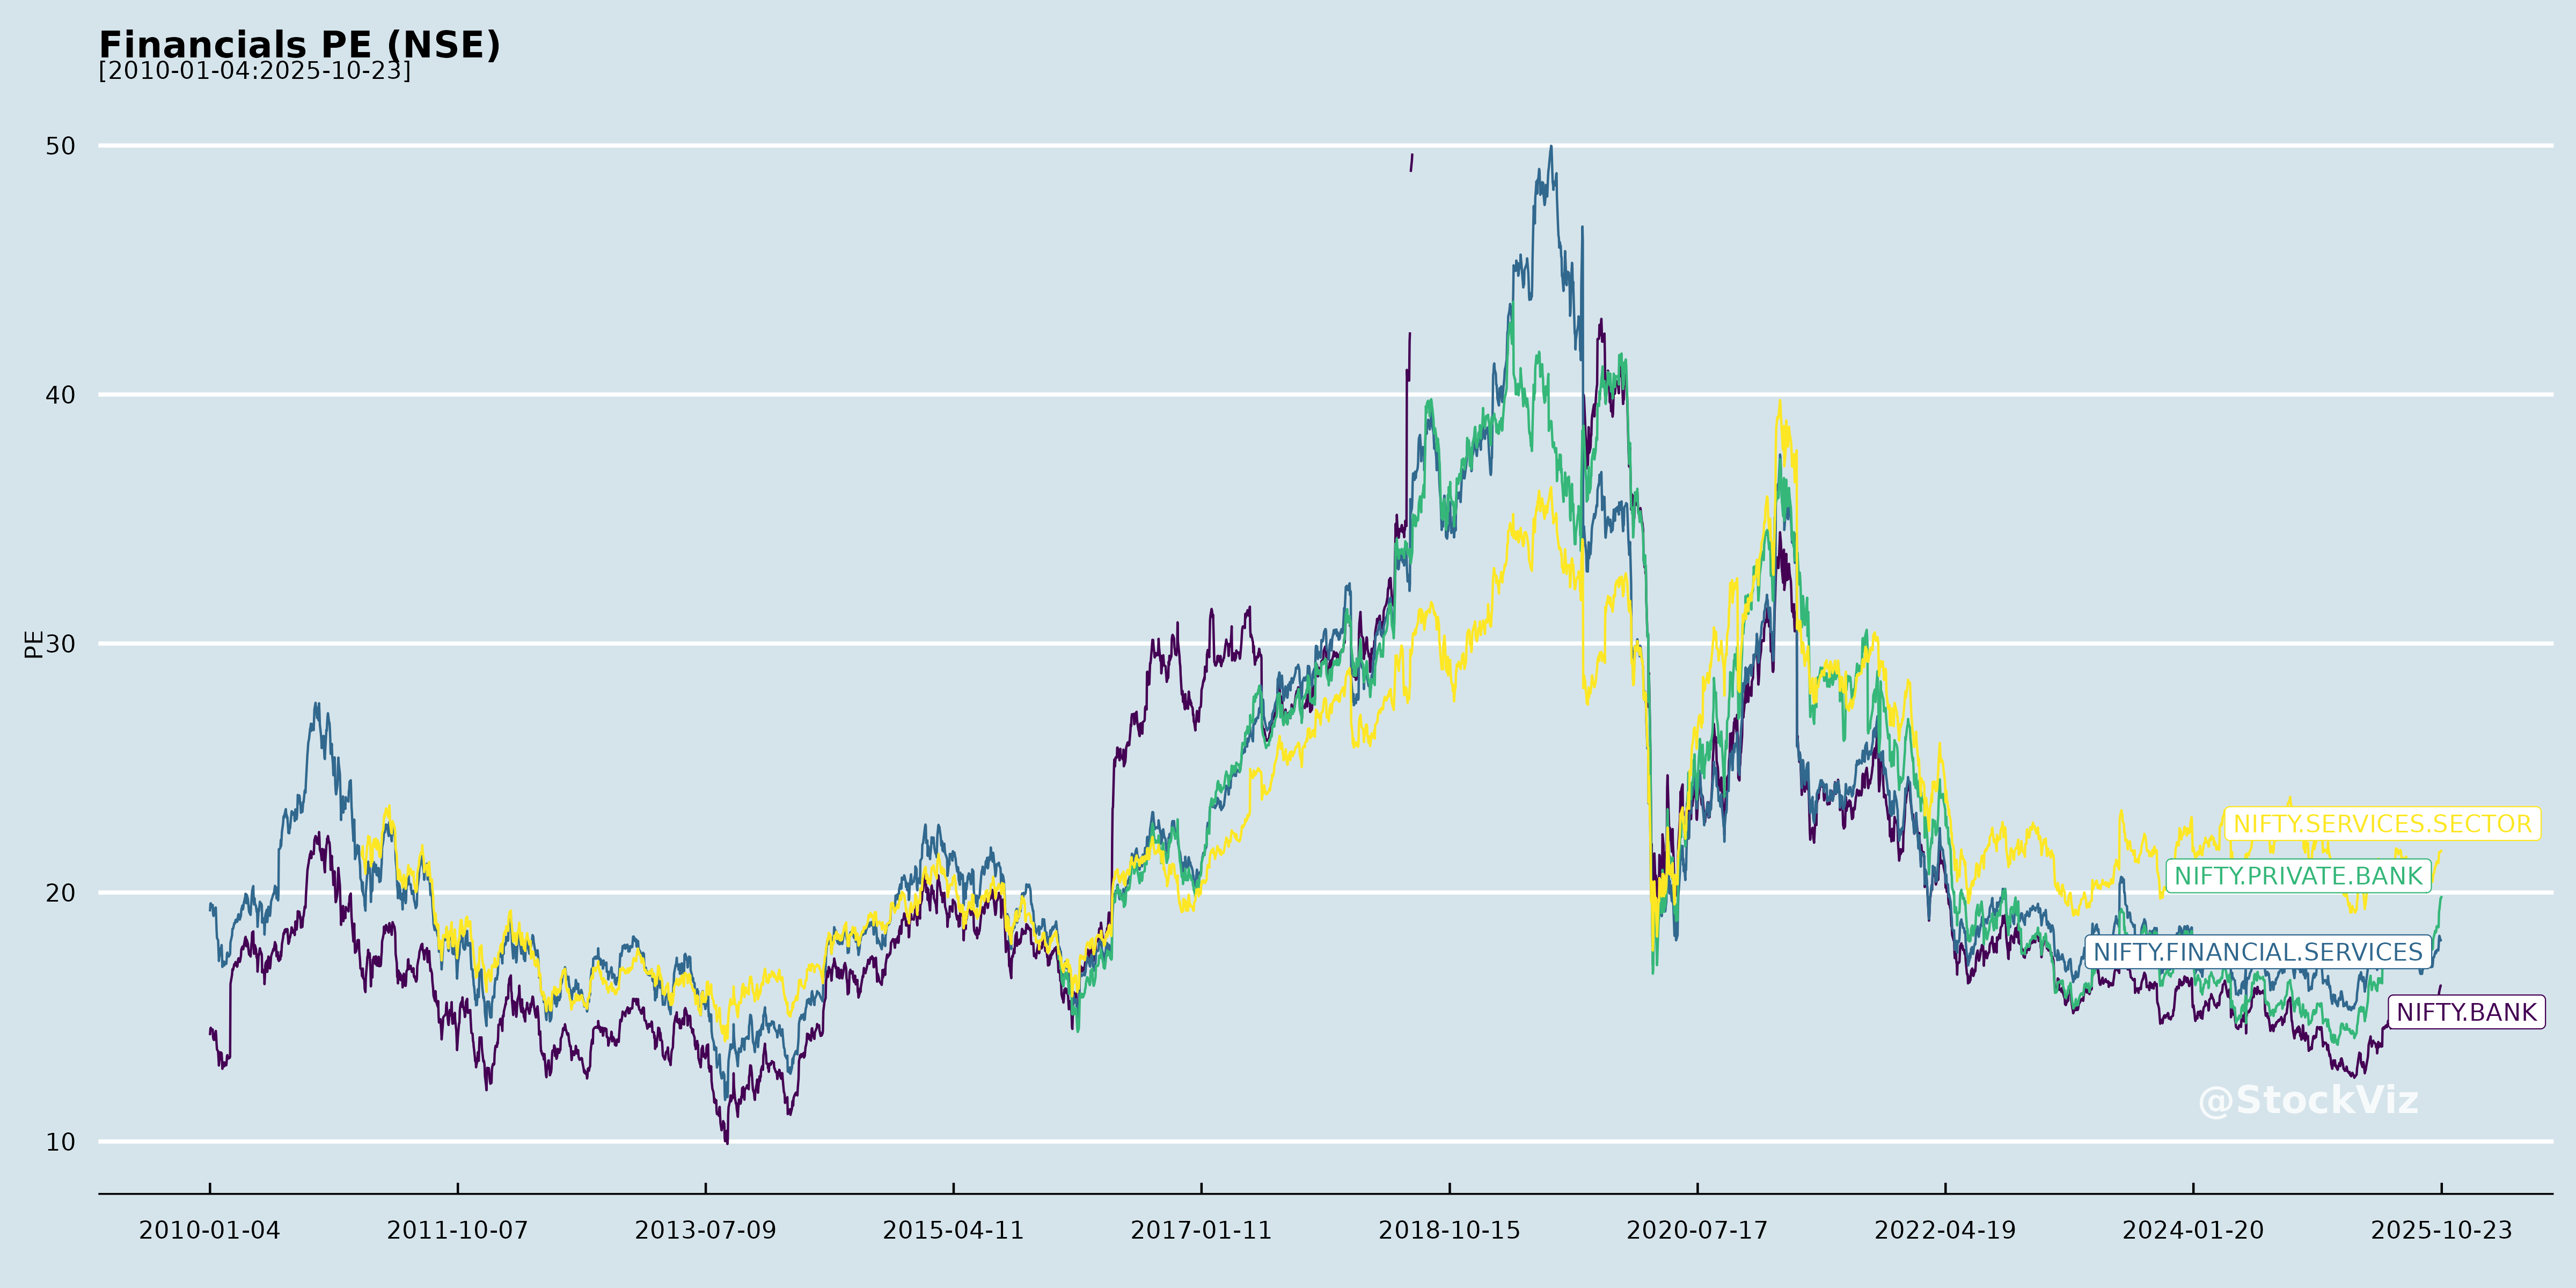 Financials PE (NSE)
[2010-01-04:2025-10-23]
50
40
30
20
10
PE
NIFTY.SERVICES.SECTOR
NIFTY.PRIVATE.BANK
NIFTY.FINANCIAL.SERVICES
NIFTY.BANK
@StockViz
2010-01-04 2011-10-07 2013-07-09 2015-04-11 2017-01-11 2018-10-15 2020-07-17 2022-04-19 2024-01-20 2025-10-23